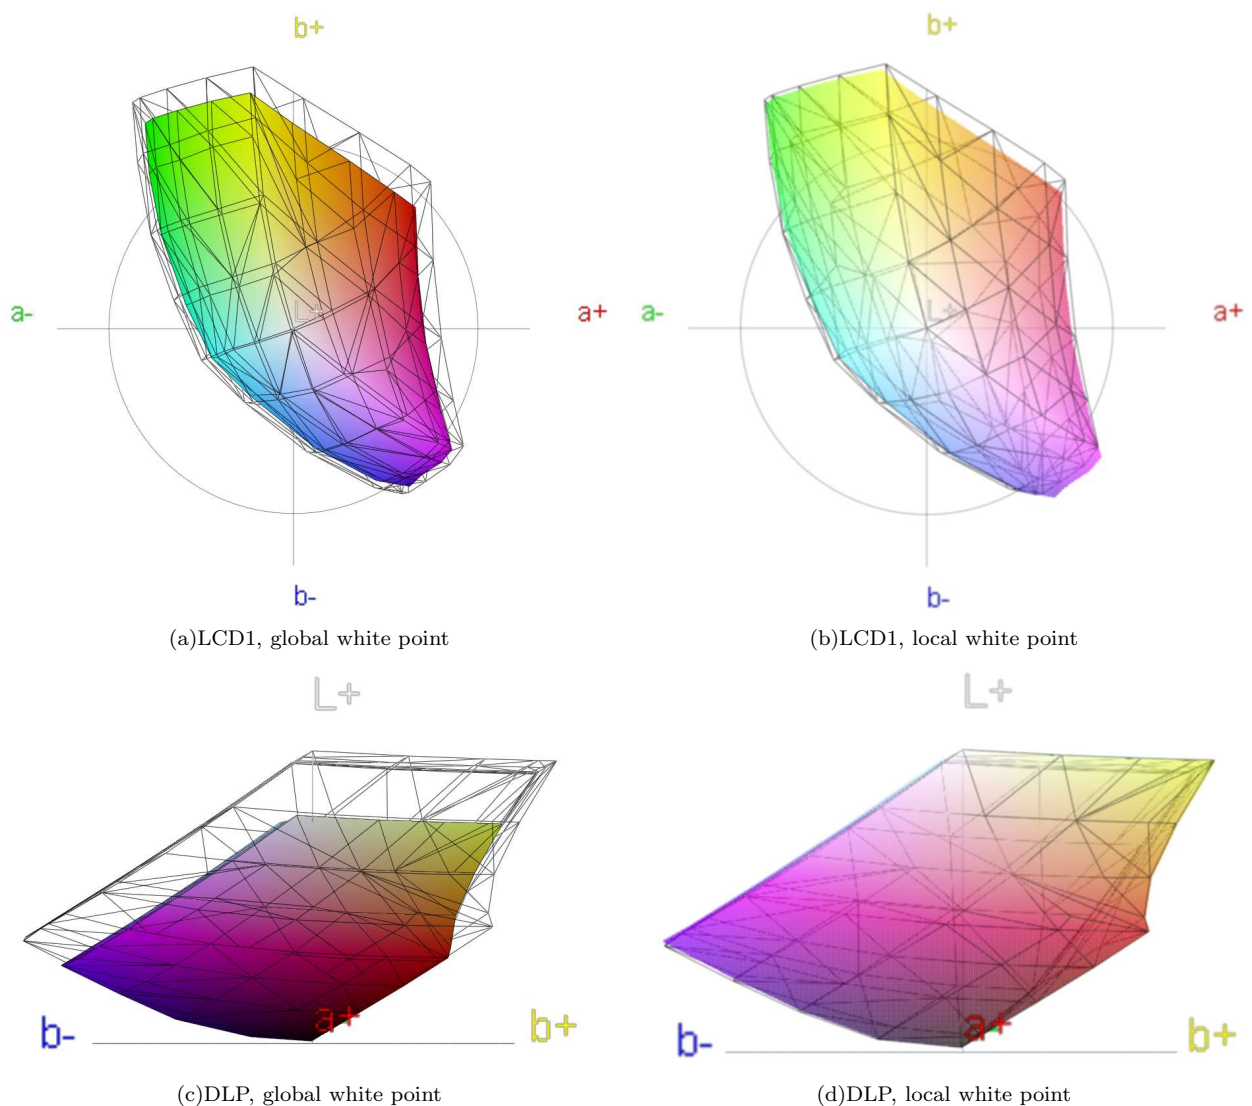 b+
b+
L+
L+
a-
a+
a-
a+
b-
b-
(a)LCD1, global white point
(b)LCD1, local white point
L+
L+
a+
a+
b-
b+
b-
b+
(c)DLP, global white point
(d)DLP, local white point